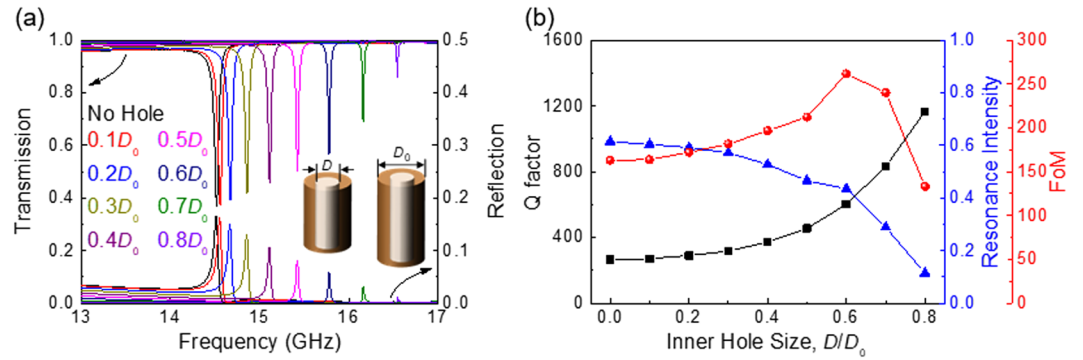 (a)
1.0
0.8
0.6
0.4
0.2
0.0
Transmission
No Hole
0.1D₀ 0.5D₀
0.2D₀ 0.6D₀
0.3D₀ 0.7D₀
0.4D₀ 0.8D₀
D
D₀
0.5
0.4
0.3
0.2
0.1
0.0
Reflection
13 14 15 16 17
Frequency (GHz)
(b)
1600
1200
800
400
0
Q factor
1.0
0.8
0.6
0.4
0.2
0.0
Resonance Intensity
300
250
200
150
100
50
0
FoM
0.0 0.2 0.4 0.6 0.8
Inner Hole Size, D/D₀